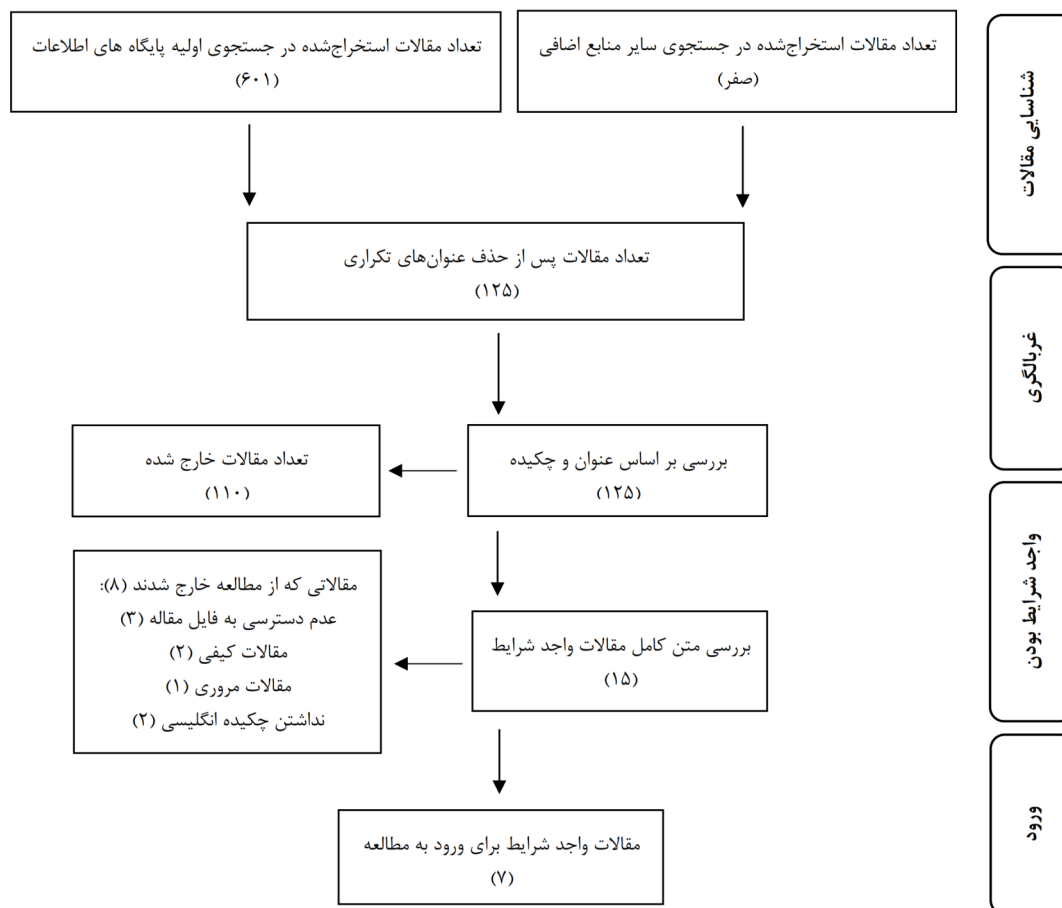 تعداد مقالات استخراج‌شده در جستجوی سایر منابع اضافی
(صفر)
تعداد مقالات استخراج‌شده در جستجوی اولیه پایگاه های اطلاعات
(۶۰۱)
شناسایی مقالات
تعداد مقالات پس از حذف عنوان‌های تکراری
(۱۲۵)
غربالگری
بررسی بر اساس عنوان و چکیده
(۱۲۵)
تعداد مقالات خارج شده
(۱۱۰)
واجد شرایط بودن
بررسی متن کامل مقالات واجد شرایط
(۱۵)
مقالاتی که از مطالعه خارج شدند (۸):
عدم دسترسی به فایل مقاله (۳)
مقالات کیفی (۲)
مقالات مروری (۱)
نداشتن چکیده انگلیسی (۲)
ورود
مقالات واجد شرایط برای ورود به مطالعه
(۷)